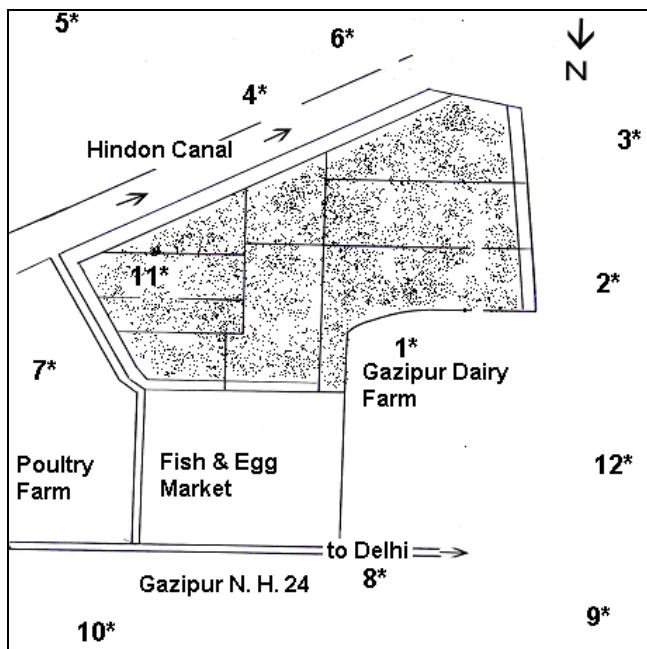 5*
6*
N
4*
3*
Hindon Canal
11*
2*
1*
7*
Gazipur Dairy
Farm
Poultry
Farm
Fish & Egg
Market
12*
to Delhi
Gazipur N. H. 24
8*
9*
10*